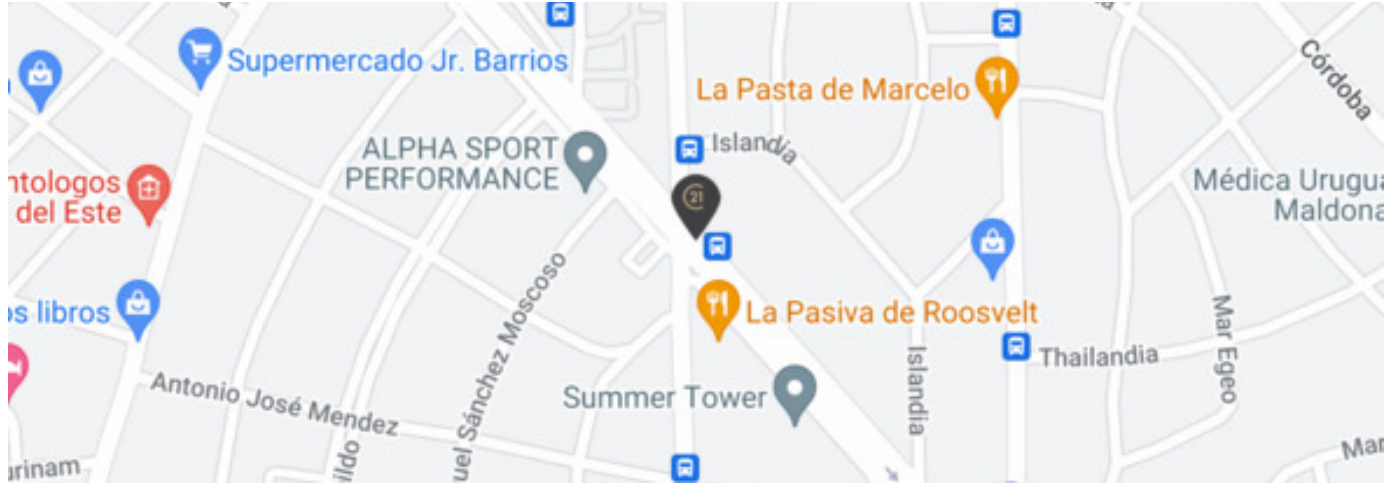 Supermercado Jr. Barrios
La Pasta de Marcelo
Córdoba
ALPHA SPORT
PERFORMANCE
Islandia
21
ntologos
del Este
Médica Urugua
Maldona
os libros
La Pasiva de Roosvelt
uel Sánchez Moscoso
Mar Egeo
Thailandia
Islandia
Antonio José Mendez
Summer Tower
ildo
urinam
Mar